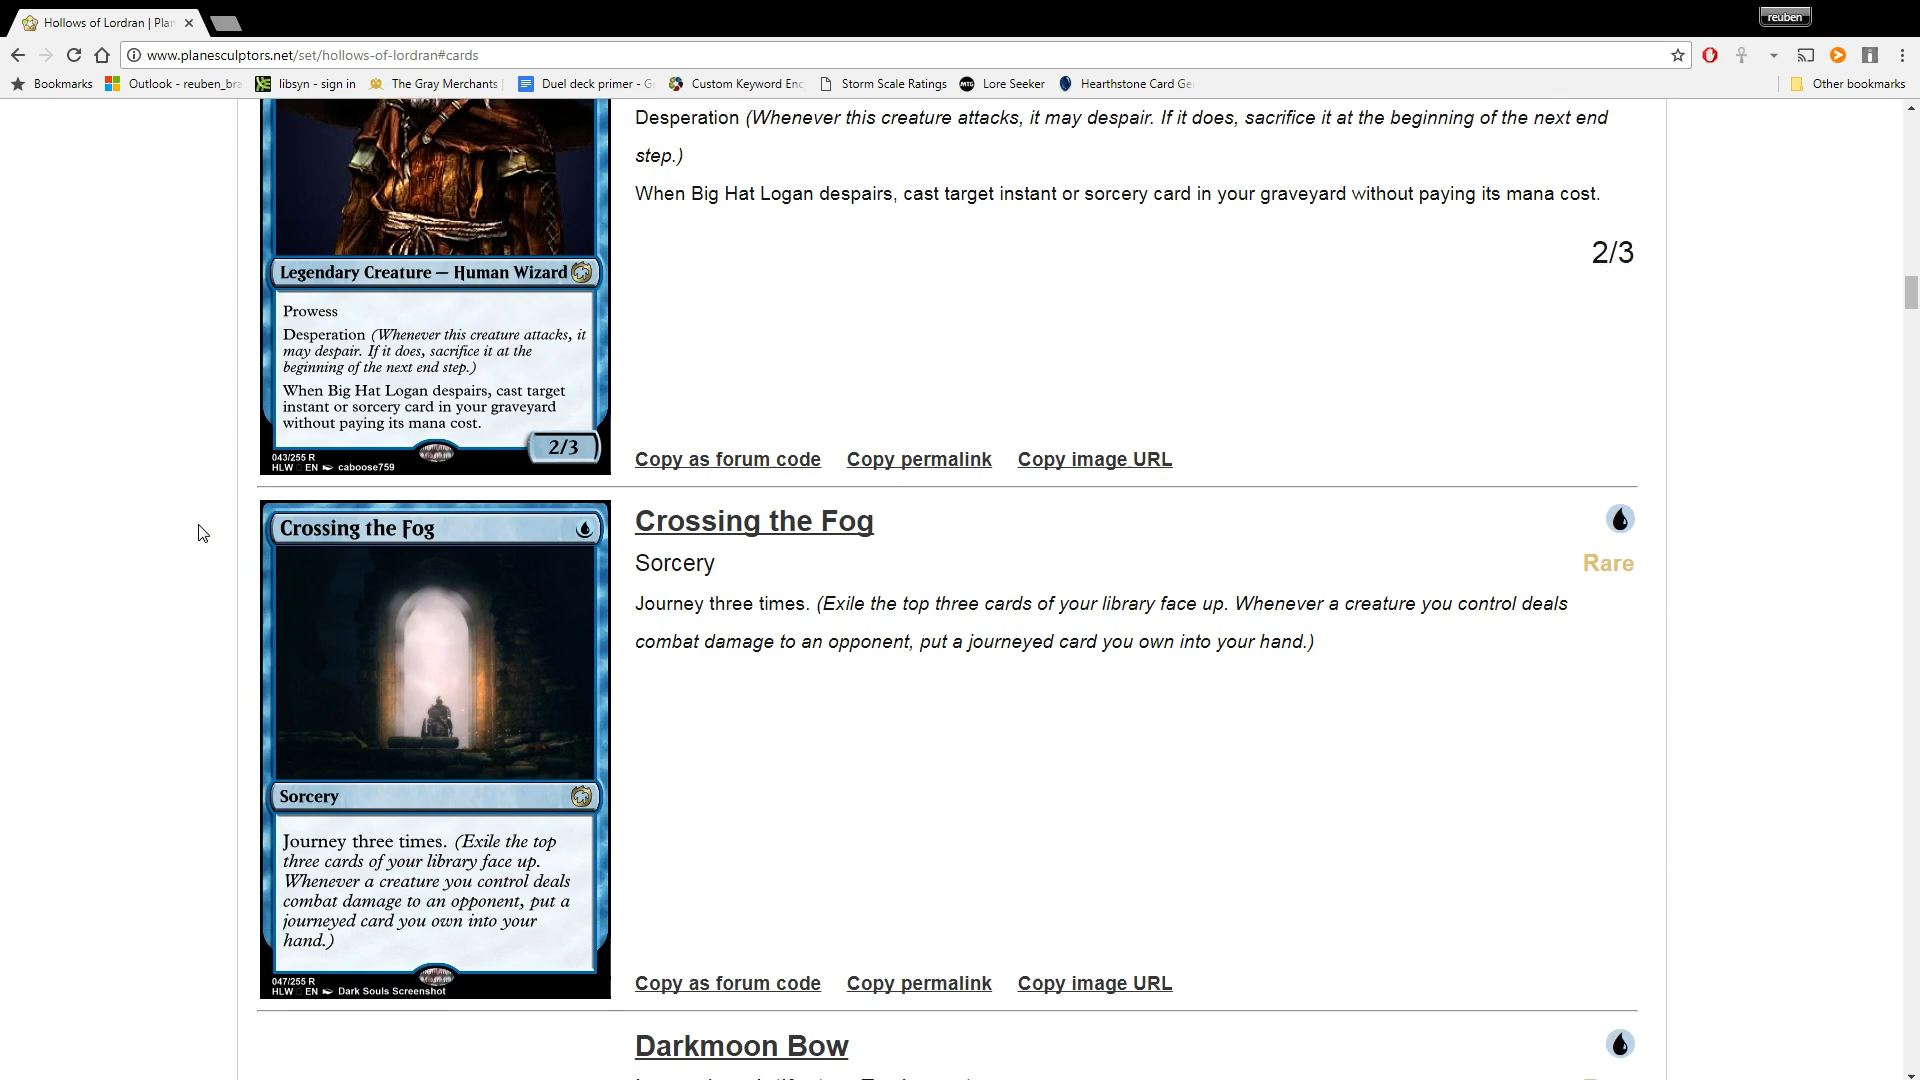 Hollows of Lordran | Plan
reuben
www.planesculptors.net/set/hollows-of-lordran#cards
Bookmarks
Outlook - reuben_bra
libsyn - sign in
The Gray Merchants
Duel deck primer - G
Custom Keyword Enc
Storm Scale Ratings
MTG
Lore Seeker
Hearthstone Card Ge
Other bookmarks
Legendary Creature — Human Wizard
Prowess
Desperation (Whenever this creature attacks, it
may despair. If it does, sacrifice it at the
beginning of the next end step.)
When Big Hat Logan despairs, cast target
instant or sorcery card in your graveyard
without paying its mana cost.
2/3
043/255 R
HLW EN caboose759
Desperation (Whenever this creature attacks, it may despair. If it does, sacrifice it at the beginning of the next end
step.)
When Big Hat Logan despairs, cast target instant or sorcery card in your graveyard without paying its mana cost.
2/3
Copy as forum code Copy permalink Copy image URL
Crossing the Fog
Sorcery
Journey three times. (Exile the top
three cards of your library face up.
Whenever a creature you control deals
combat damage to an opponent, put a
journeyed card you own into your
hand.)
047/255 R
HLW EN Dark Souls Screenshot
Crossing the Fog
Sorcery
Rare
Journey three times. (Exile the top three cards of your library face up. Whenever a creature you control deals
combat damage to an opponent, put a journeyed card you own into your hand.)
Copy as forum code Copy permalink Copy image URL
Darkmoon Bow